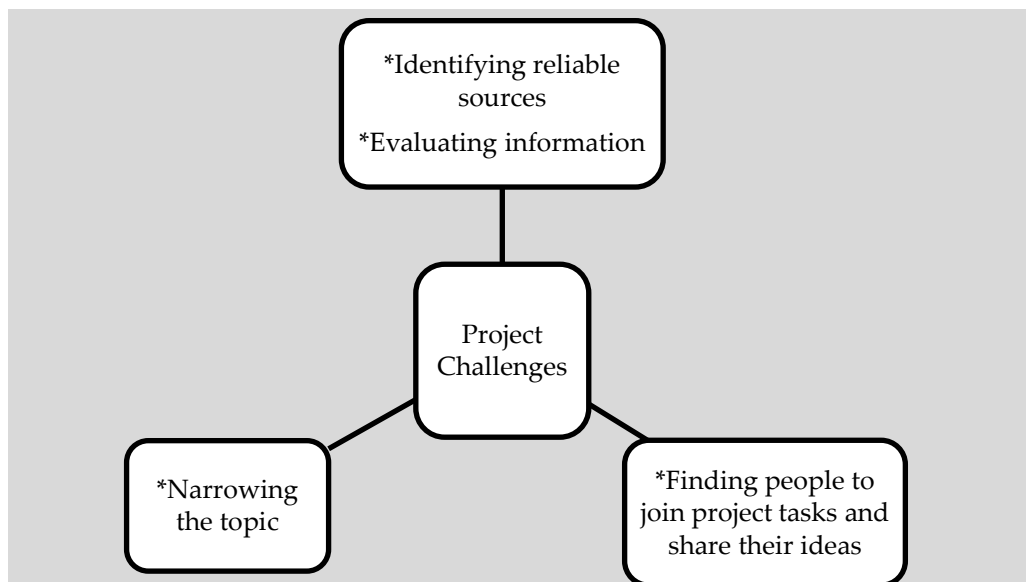 *Identifying reliable
sources
*Evaluating information
Project
Challenges
*Narrowing
the topic
*Finding people to
join project tasks and
share their ideas